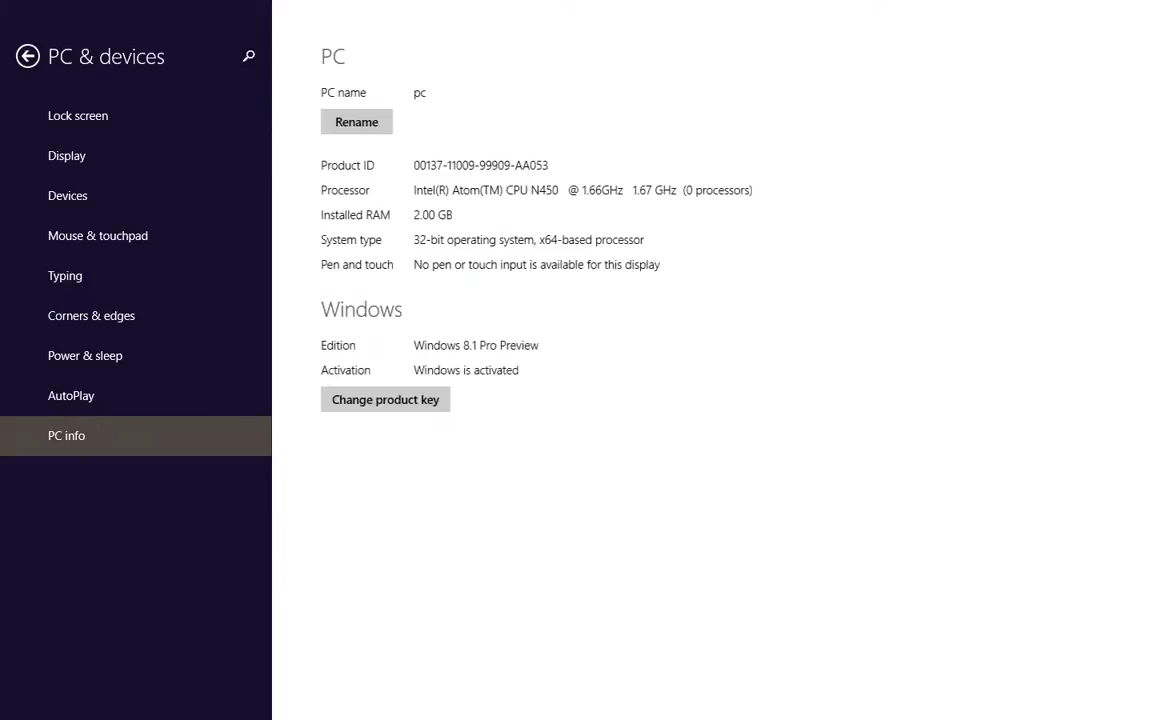 PC & devices
Lock screen
Display
Devices
Mouse & touchpad
Typing
Corners & edges
Power & sleep
AutoPlay
PC info
PC
PC name pc
Rename
Product ID 00137-11009-99909-AA053
Processor Intel(R) Atom(TM) CPU N450 @ 1.66GHz 1.67 GHz (0 processors)
Installed RAM 2.00 GB
System type 32-bit operating system, x64-based processor
Pen and touch No pen or touch input is available for this display
Windows
Edition Windows 8.1 Pro Preview
Activation Windows is activated
Change product key